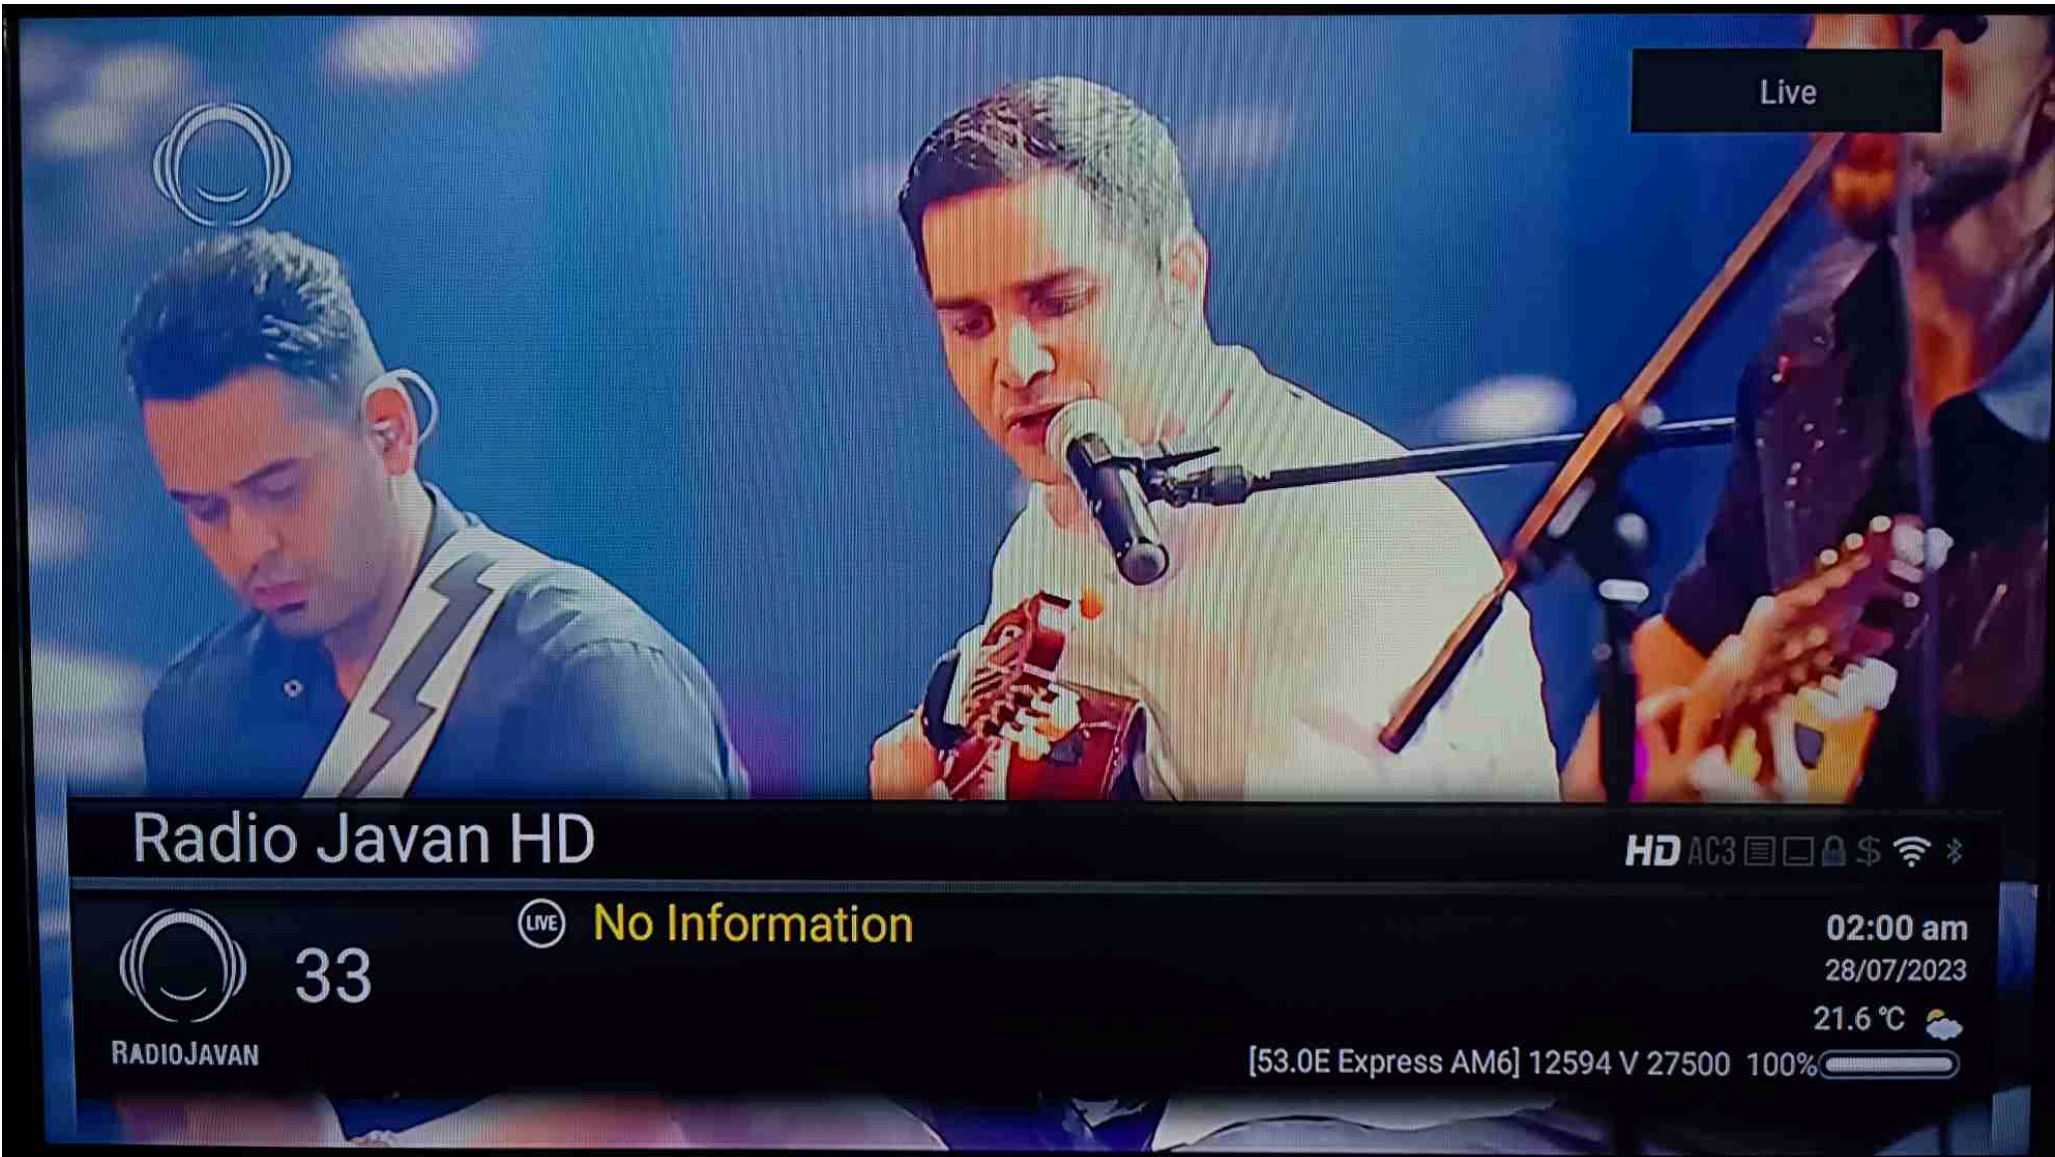 Live
Radio Javan HD
HD AC3 $
LIVE No Information
33
RADIOJAVAN
02:00 am
28/07/2023
21.6 °C
[53.0E Express AM6] 12594 V 27500 100%